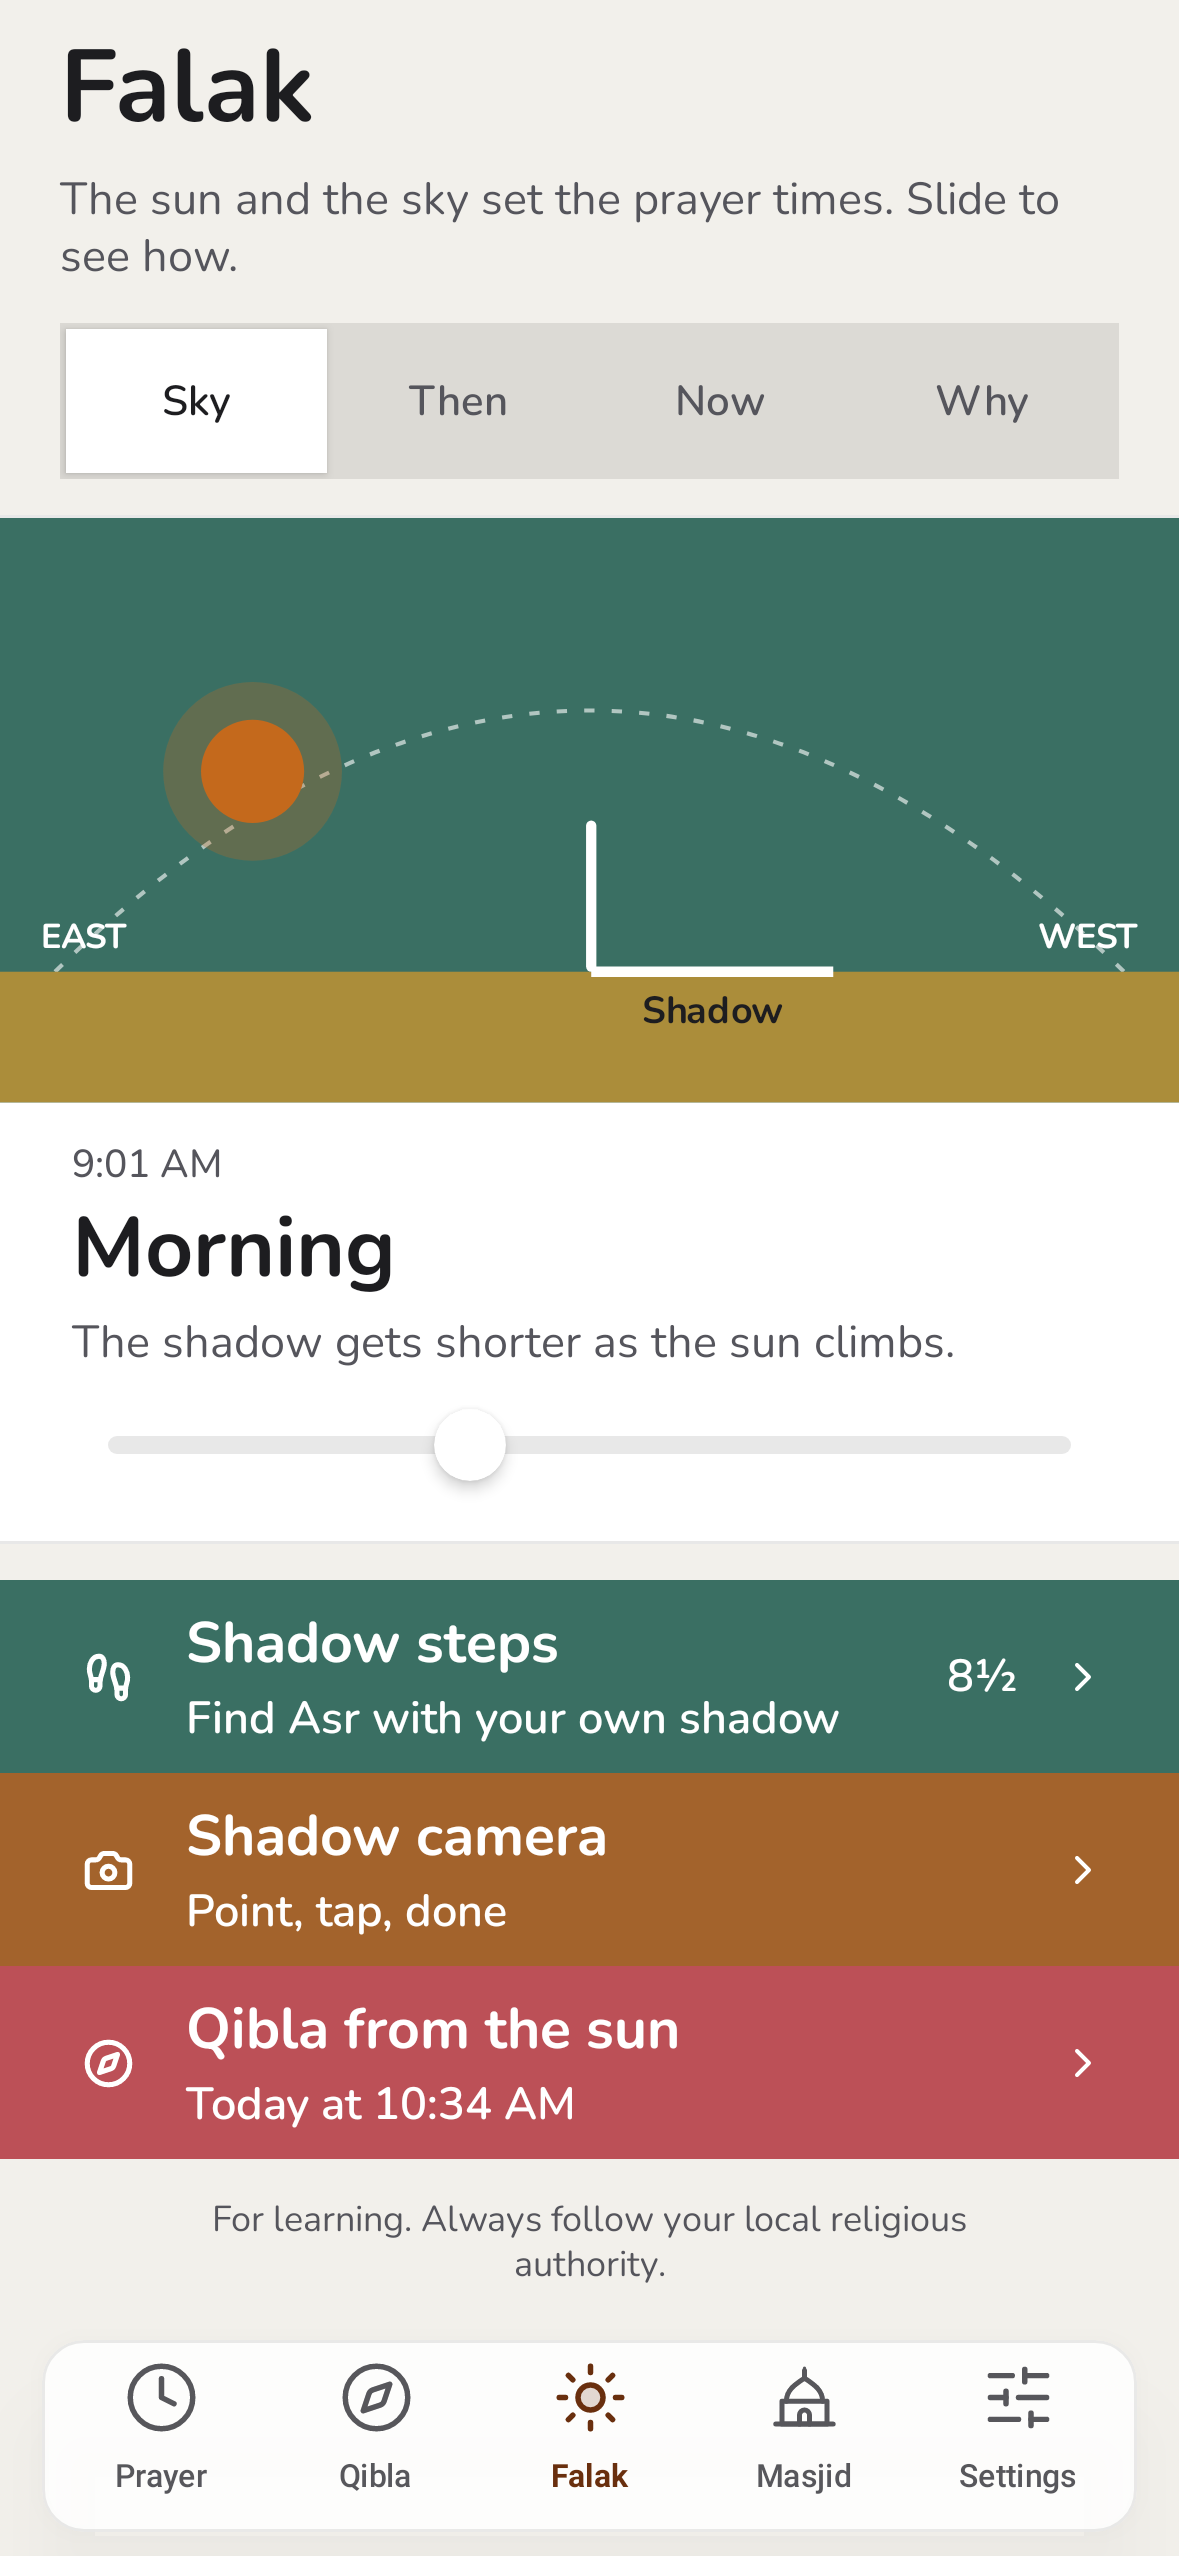 Falak
The sun and the sky set the prayer times. Slide to
see how.
Sky
Then
Now
Why
EAST
WEST
Shadow
9:01 AM
Morning
The shadow gets shorter as the sun climbs.
Shadow steps
8½
Find Asr with your own shadow
Shadow camera
Point, tap, done
Qibla from the sun
Today at 10:34 AM
For learning. Always follow your local religious
authority.
Prayer
Qibla
Falak
Masjid
Settings